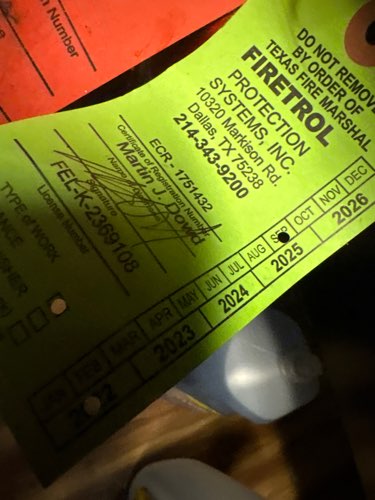 DO NOT REMOVE
BY ORDER OF
TEXAS FIRE MARSHAL
FIRETROL
PROTECTION
SYSTEMS, INC.
10320 Markison Rd.
Dallas, TX 75238
214-343-9200
ECR - 1751432
Certificate of Registration Number
Martin J. Dowd
Name
Signature
FEL-K-2369108
License Number
TYPE of WORK
JAN FEB MAR APR MAY JUN JUL AUG SEP OCT NOV DEC
2022 2023 2024 2025 2026
Number